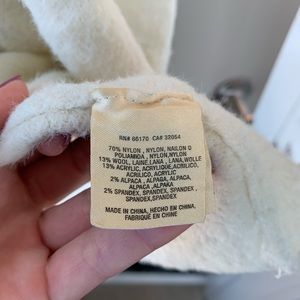 RN# 66170 CA# 32054
70% NYLON , NYLON, NAILON O
POLIAMIDA , NYLON,NYLON
13% WOOL, LAINE,LANA , LANA,WOLLE
13% ACRYLIC, ACRYLIQUE,ACRÍLICO
ACRILICO, ACRYLIC
2% ALPACA , ALPAGA, ALPACA ,
ALPACA, ALPAKA
2% SPANDEX, SPANDEX, SPANDEX ,
SPANDEX,SPANDEX
MADE IN CHINA, HECHO EN CHINA,
FABRIQUÉ EN CHINE